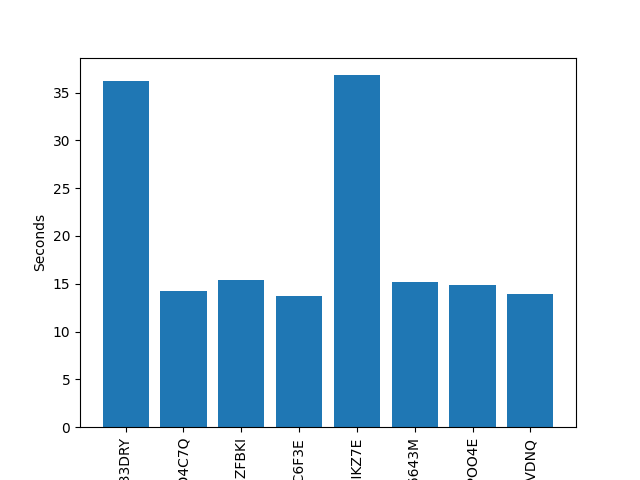 Seconds
35
30
25
20
15
10
5
0
33DRY
04C7Q
ZFBKI
C6F3E
IKZ7E
6643M
POO4E
VDNQ